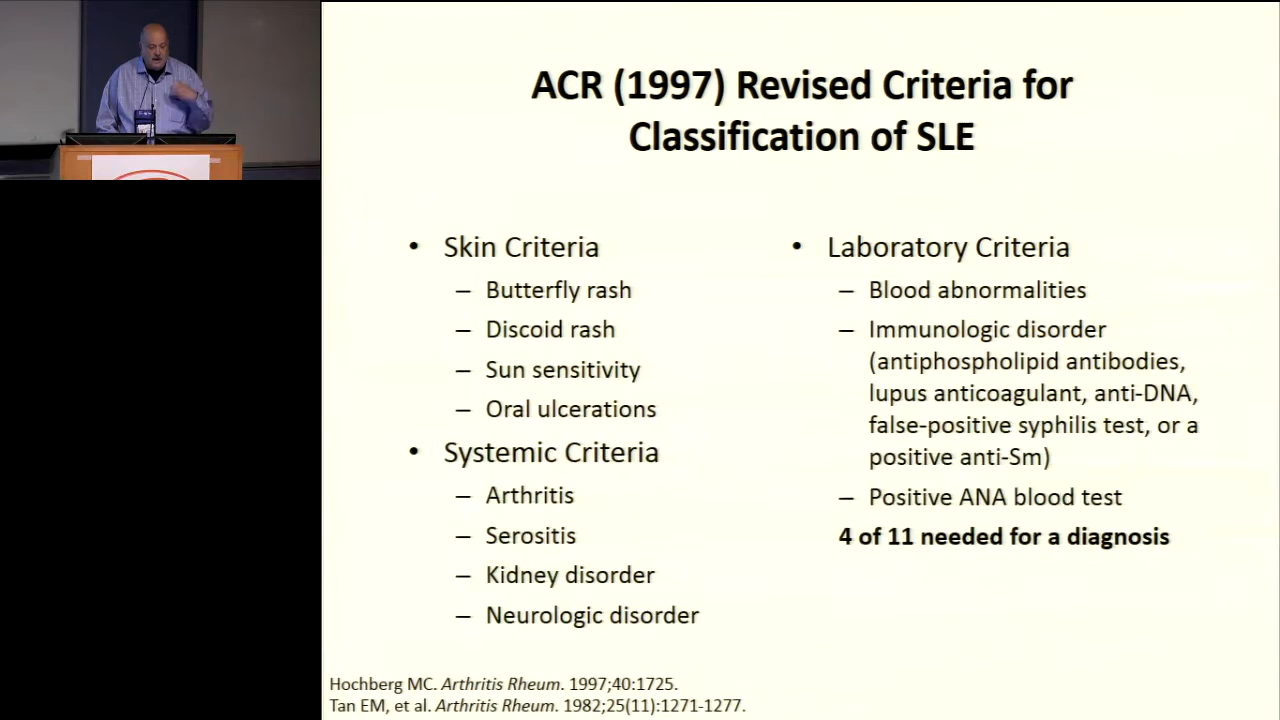 ACR (1997) Revised Criteria for
Classification of SLE
• Skin Criteria
– Butterfly rash
– Discoid rash
– Sun sensitivity
– Oral ulcerations
• Systemic Criteria
– Arthritis
– Serositis
– Kidney disorder
– Neurologic disorder
• Laboratory Criteria
– Blood abnormalities
– Immunologic disorder
(antiphospholipid antibodies,
lupus anticoagulant, anti-DNA,
false-positive syphilis test, or a
positive anti-Sm)
– Positive ANA blood test
4 of 11 needed for a diagnosis
Hochberg MC. Arthritis Rheum. 1997;40:1725.
Tan EM, et al. Arthritis Rheum. 1982;25(11):1271-1277.